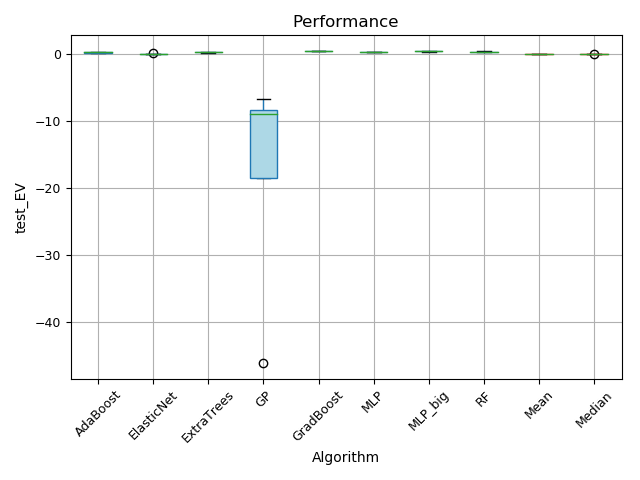 Performance
0
−10
−20
−30
−40
test_EV
AdaBoost
ElasticNet
ExtraTrees
GP
GradBoost
MLP
MLP_big
RF
Mean
Median
Algorithm